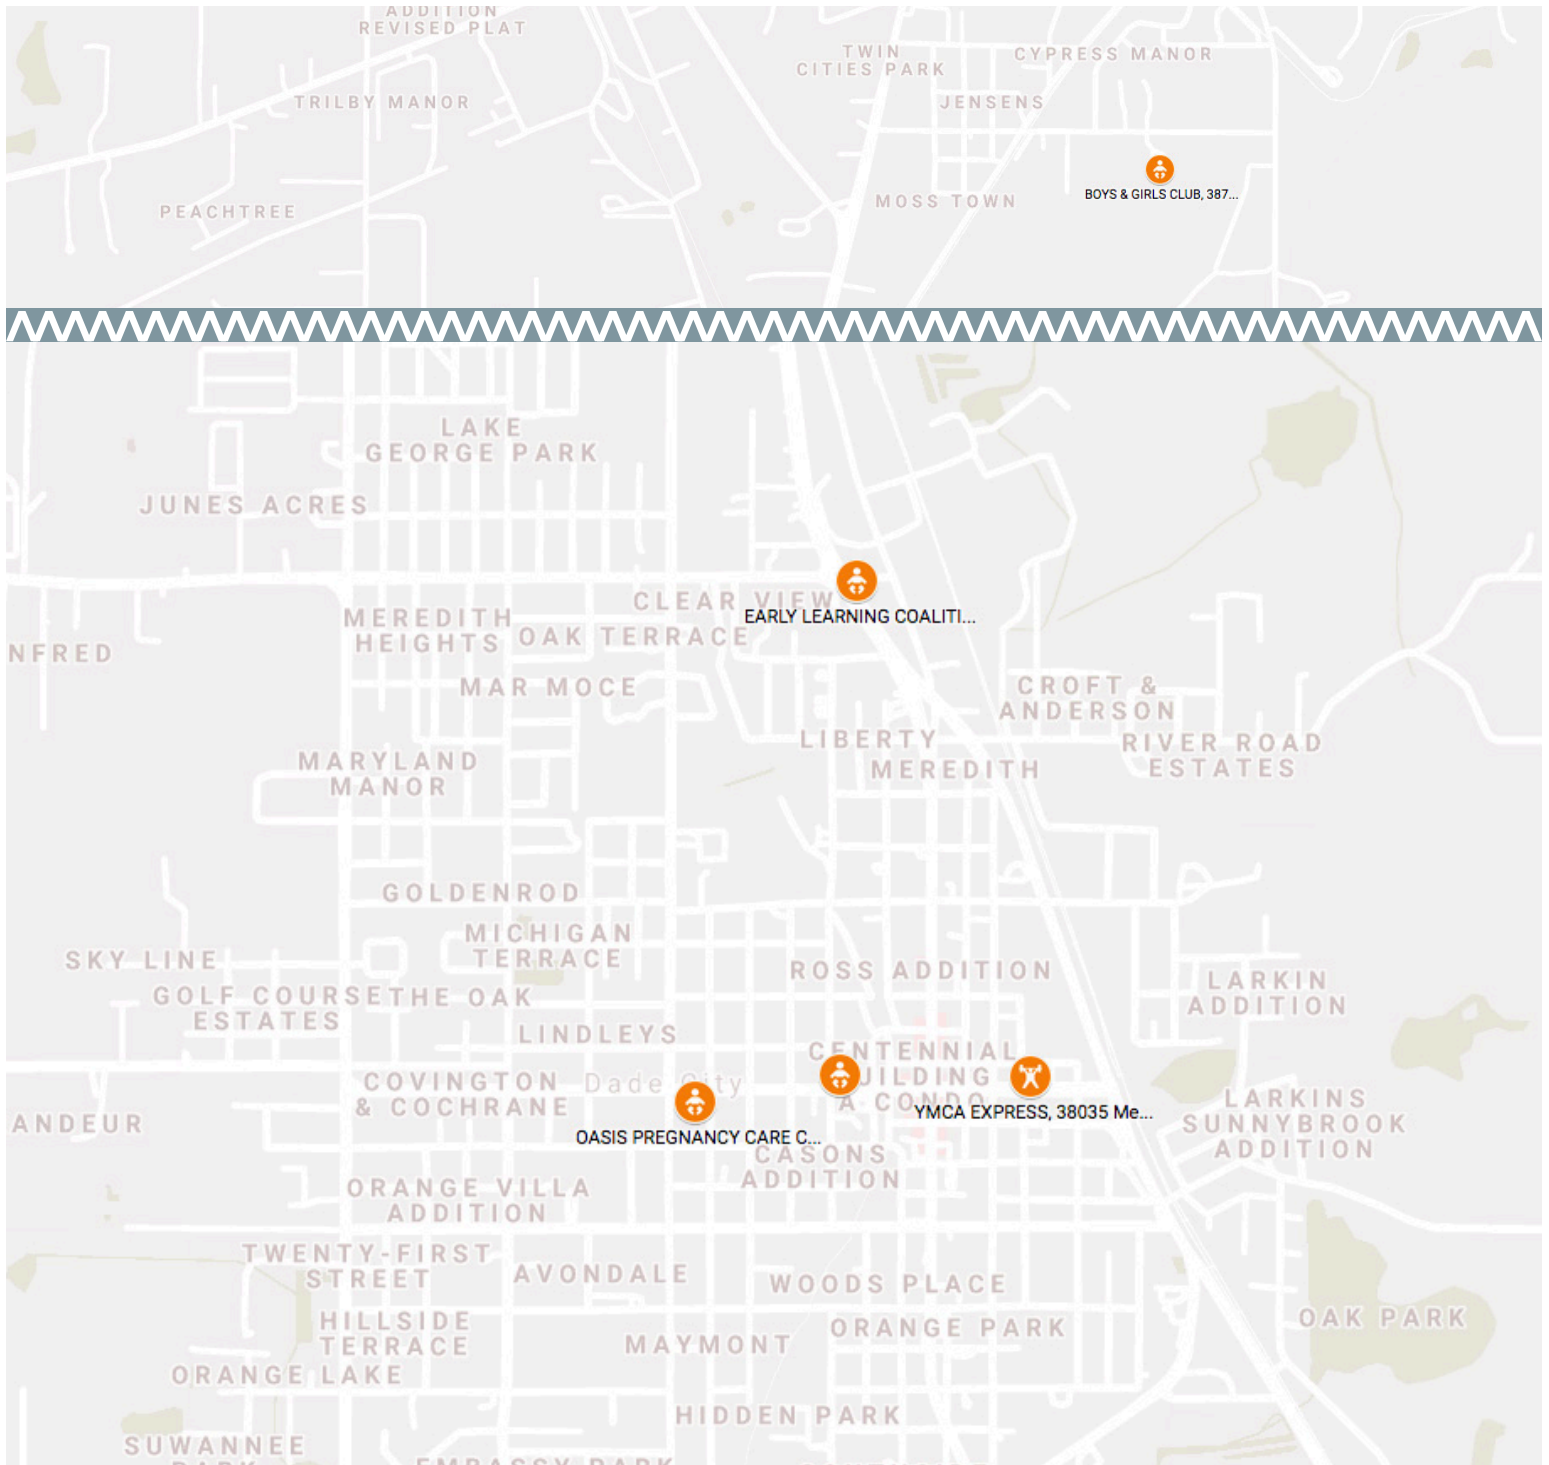 ADDITION
REVISED PLAT
TWIN
CITIES PARK
CYPRESS MANOR
TRILBY MANOR
JENSENS
BOYS & GIRLS CLUB, 387...
MOSS TOWN
PEACHTREE
LAKE
GEORGE PARK
JUNES ACRES
CLEAR VIEW
EARLY LEARNING COALITI...
MEREDITH
HEIGHTS
OAK TERRACE
NFRED
MAR MOCE
CROFT &
ANDERSON
LIBERTY
RIVER ROAD
ESTATES
MEREDITH
MARYLAND
MANOR
GOLDENROD
MICHIGAN
TERRACE
SKY LINE
ROSS ADDITION
LARKIN
ADDITION
GOLF COURSE
ESTATES
THE OAK
LINDLEYS
CENTENNIAL
UILDING
A CONDO
COVINGTON
& COCHRANE
Dade City
YMCA EXPRESS, 38035 Me...
LARKINS
SUNNYBROOK
ADDITION
ANDEUR
OASIS PREGNANCY CARE C...
CASONS
ADDITION
ORANGE VILLA
ADDITION
TWENTY-FIRST
STREET
AVONDALE
WOODS PLACE
HILLSIDE
TERRACE
OAK PARK
ORANGE PARK
MAYMONT
ORANGE LAKE
HIDDEN PARK
SUWANNEE
PARK
EMBASSY PARK